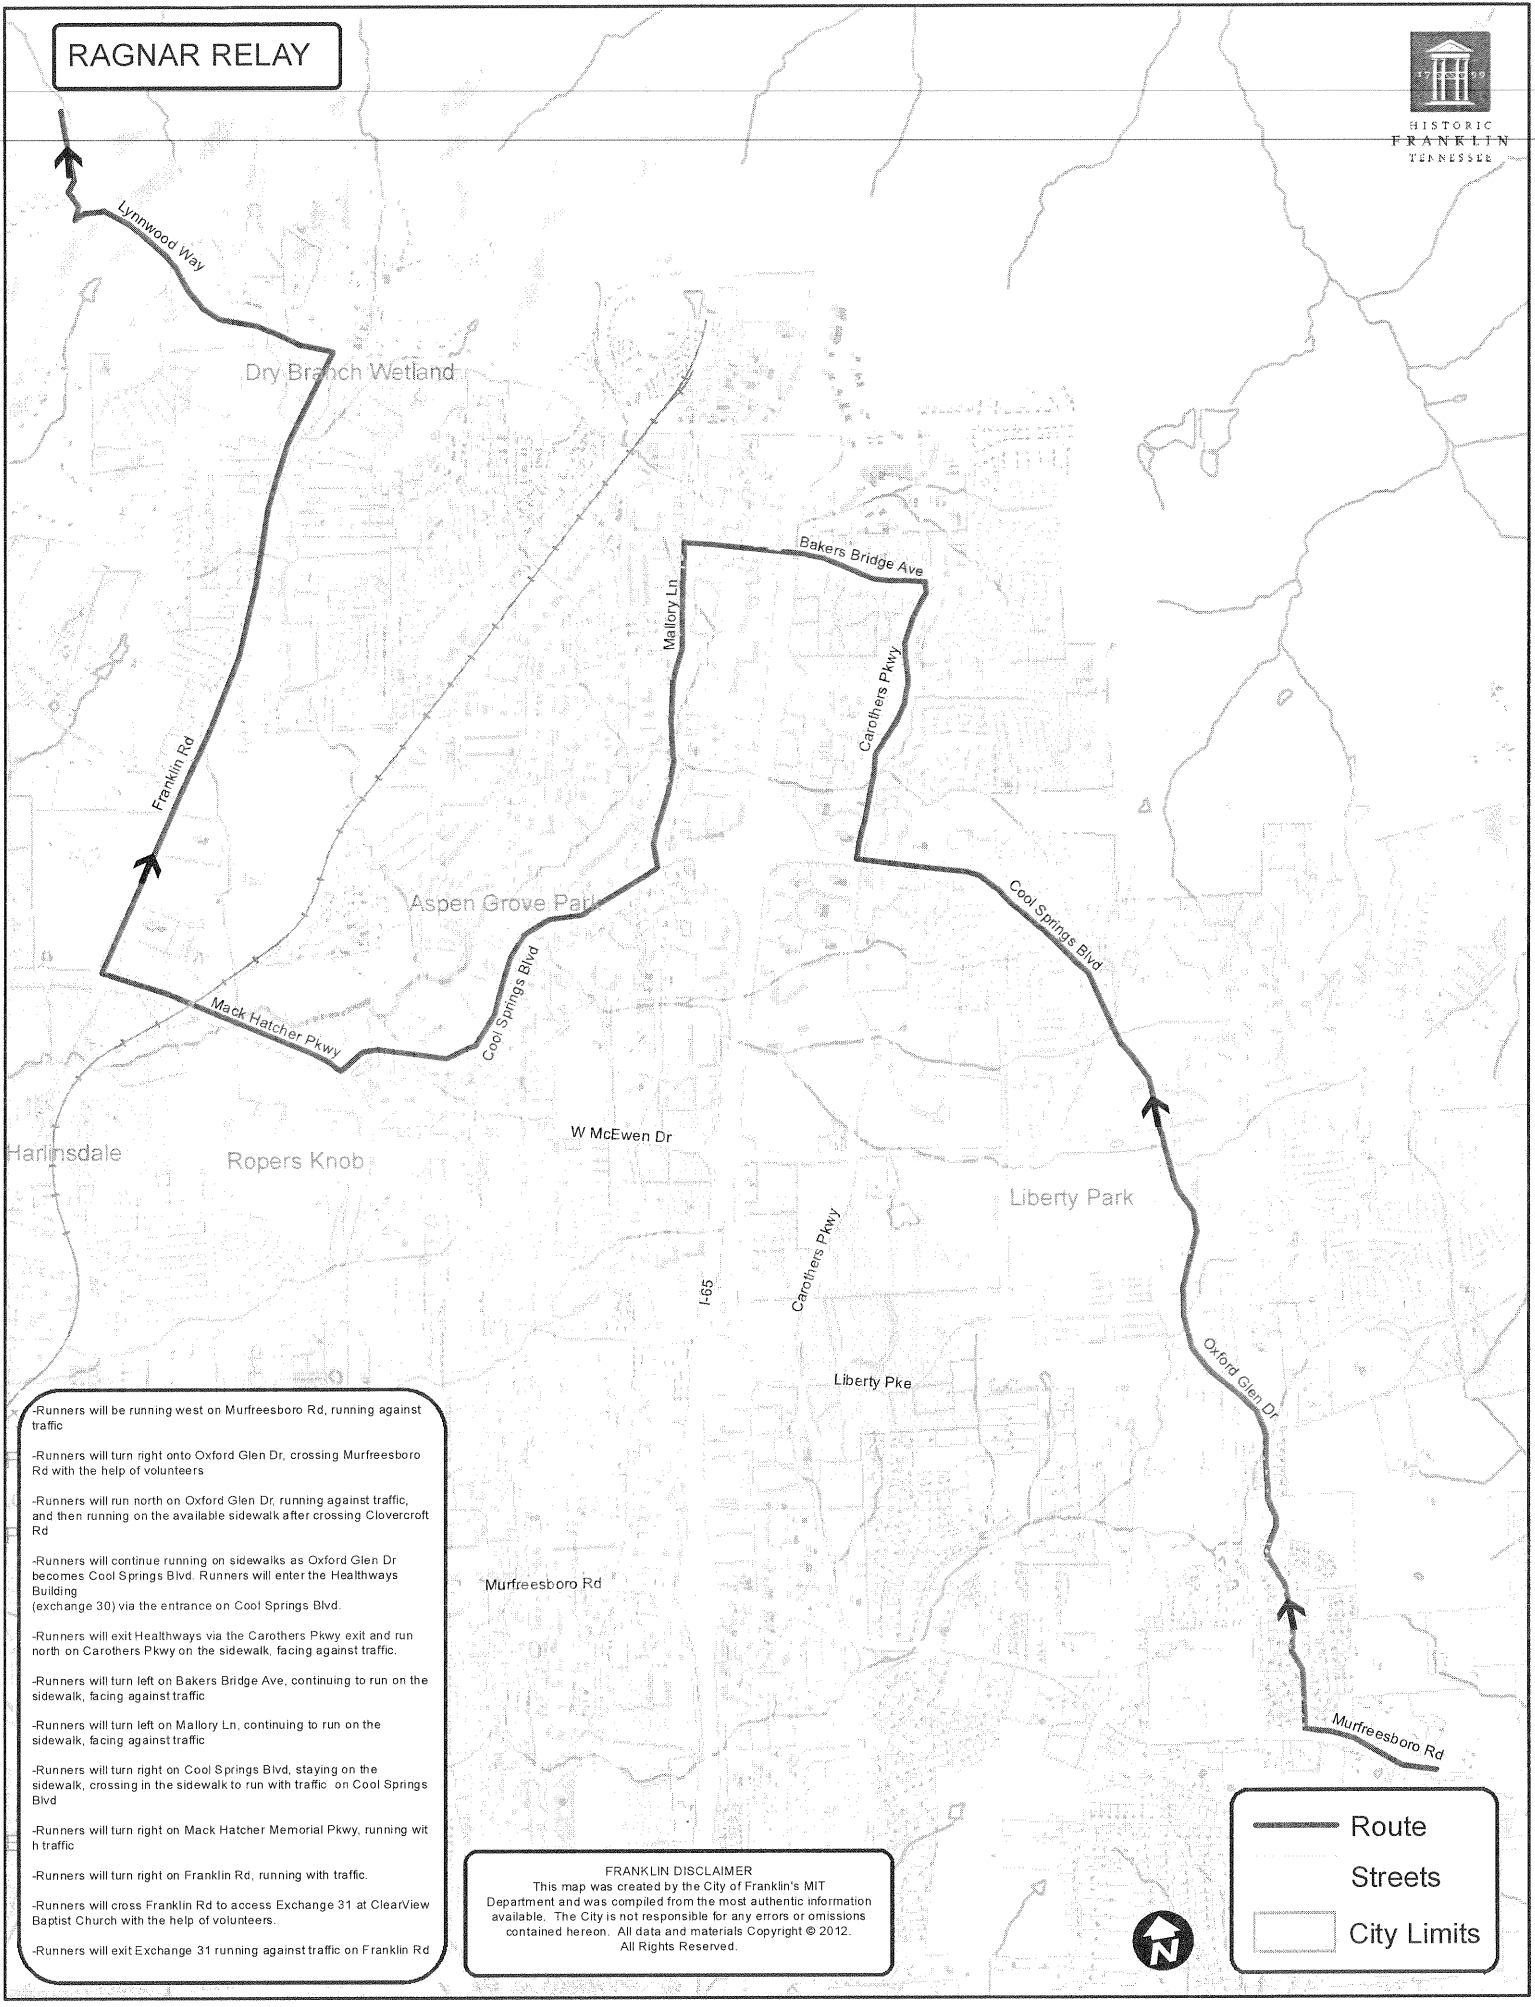 RAGNAR RELAY
HISTORIC
FRANKLIN
TENNESSEE
Lynnwood Way
Dry Branch Wetland
Bakers Bridge Ave
Mallory Ln
Carothers Pkwy
Franklin Rd
Aspen Grove Park
Cool Springs Blvd
Cool Springs Blvd
Mack Hatcher Pkwy
W McEwen Dr
Harlinsdale
Ropers Knob
Liberty Park
Carothers Pkwy
I-65
Oxford Glen Dr
Liberty Pke
Murfreesboro Rd
Murfreesboro Rd
-Runners will be running west on Murfreesboro Rd, running against
traffic
-Runners will turn right onto Oxford Glen Dr, crossing Murfreesboro
Rd with the help of volunteers
-Runners will run north on Oxford Glen Dr, running against traffic,
and then running on the available sidewalk after crossing Clovercroft
Rd
-Runners will continue running on sidewalks as Oxford Glen Dr
becomes Cool Springs Blvd. Runners will enter the Healthways
Building
(exchange 30) via the entrance on Cool Springs Blvd.
-Runners will exit Healthways via the Carothers Pkwy exit and run
north on Carothers Pkwy on the sidewalk, facing against traffic.
-Runners will turn left on Bakers Bridge Ave, continuing to run on the
sidewalk, facing against traffic
-Runners will turn left on Mallory Ln, continuing to run on the
sidewalk, facing against traffic
-Runners will turn right on Cool Springs Blvd, staying on the
sidewalk, crossing in the sidewalk to run with traffic on Cool Springs
Blvd
-Runners will turn right on Mack Hatcher Memorial Pkwy, running wit
h traffic
-Runners will turn right on Franklin Rd, running with traffic.
-Runners will cross Franklin Rd to access Exchange 31 at ClearView
Baptist Church with the help of volunteers.
-Runners will exit Exchange 31 running against traffic on Franklin Rd
FRANKLIN DISCLAIMER
This map was created by the City of Franklin's MIT
Department and was compiled from the most authentic information
available. The City is not responsible for any errors or omissions
contained hereon. All data and materials Copyright © 2012.
All Rights Reserved.
N
Route
Streets
City Limits